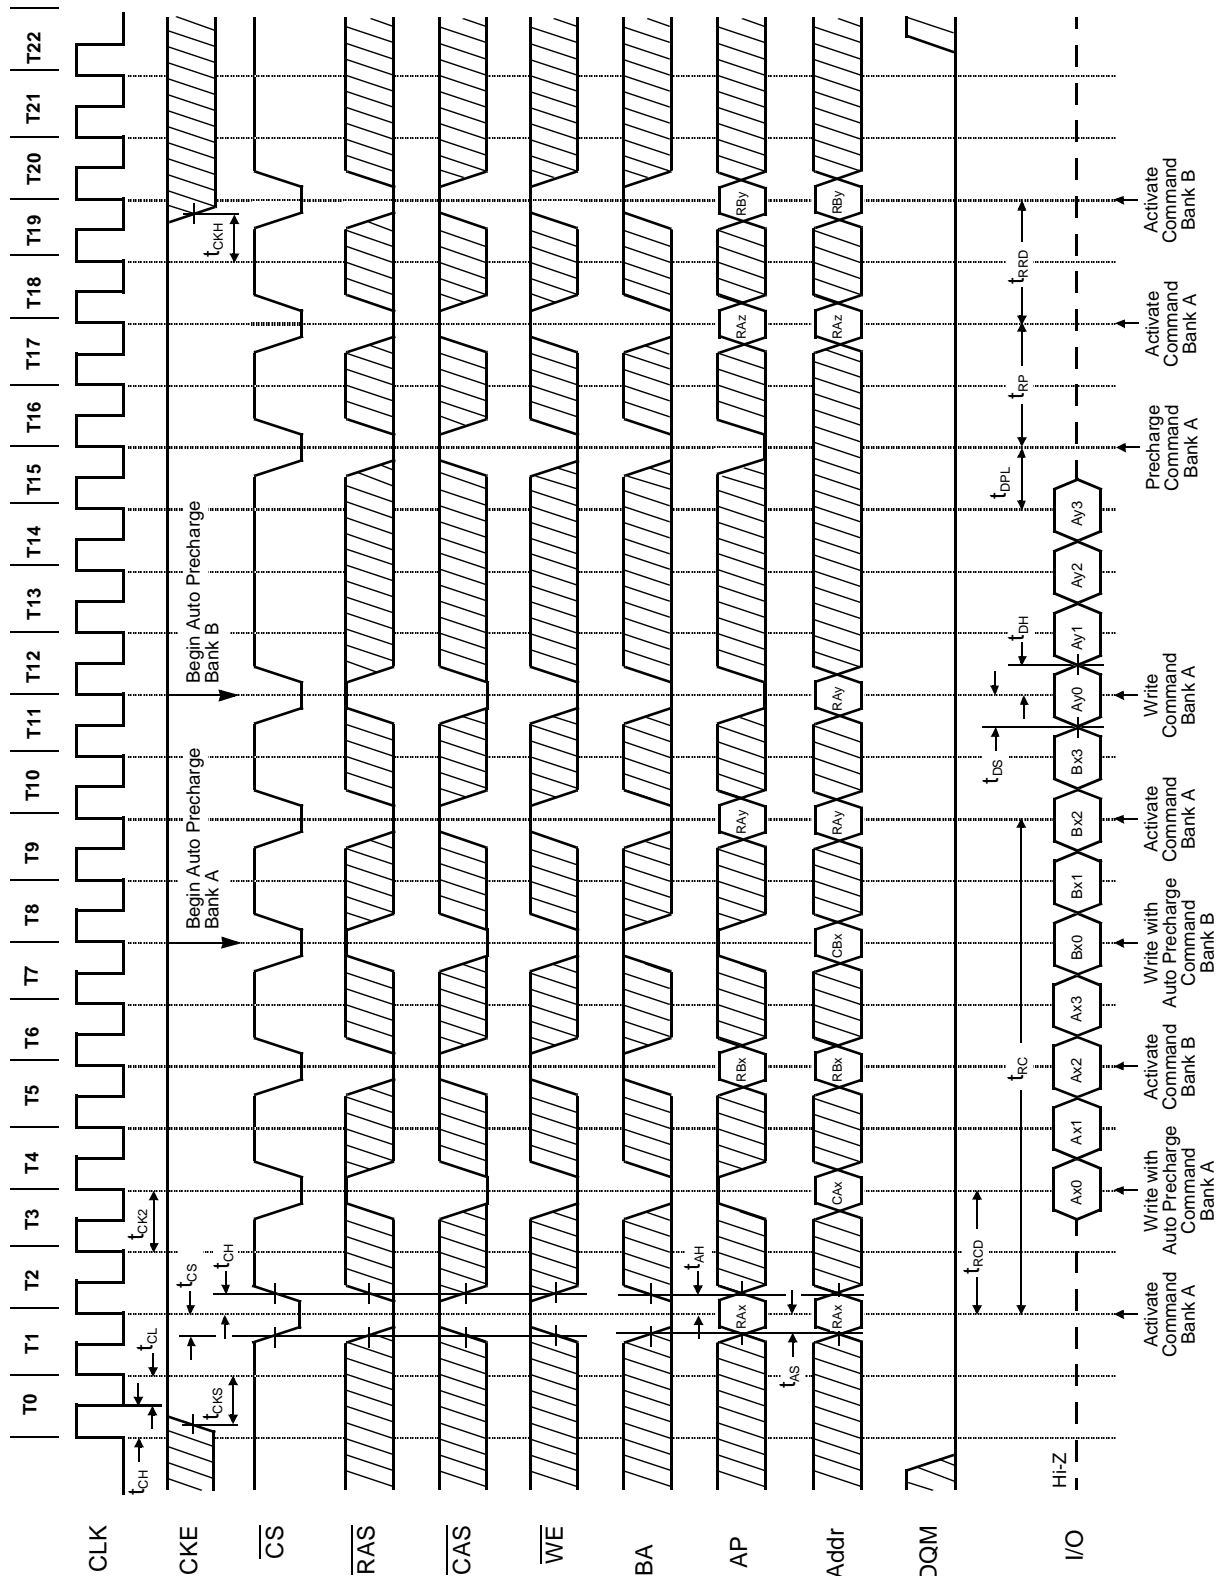 T0 T1 T2 T3 T4 T5 T6 T7 T8 T9 T10 T11 T12 T13 T14 T15 T16 T17 T18 T19 T20 T21 T22
CLK
tCH
tCL
tCK2
CKE
tCKS
tCS
tCH
Begin Auto Precharge
Bank A
Begin Auto Precharge
Bank B
tCKH
CS
RAS
CAS
WE
BA
tAH
AP
RAx RBx RAy RAz RBy
tAS
Addr
RAx CAx RBx CBx RAy RAy RAz RBy
DQM
tRCD
tDS
tDPL
tRC
tDH
tRP
tRRD
I/O
Hi-Z
Ax0 Ax1 Ax2 Ax3 Bx0 Bx1 Bx2 Bx3 Ay0 Ay1 Ay2 Ay3
Activate
Command
Bank A
Write with
Auto Precharge
Command
Bank A
Activate
Command
Bank B
Write with
Auto Precharge
Command
Bank B
Activate
Command
Bank A
Write
Command
Bank A
Precharge
Command
Bank A
Activate
Command
Bank A
Activate
Command
Bank B